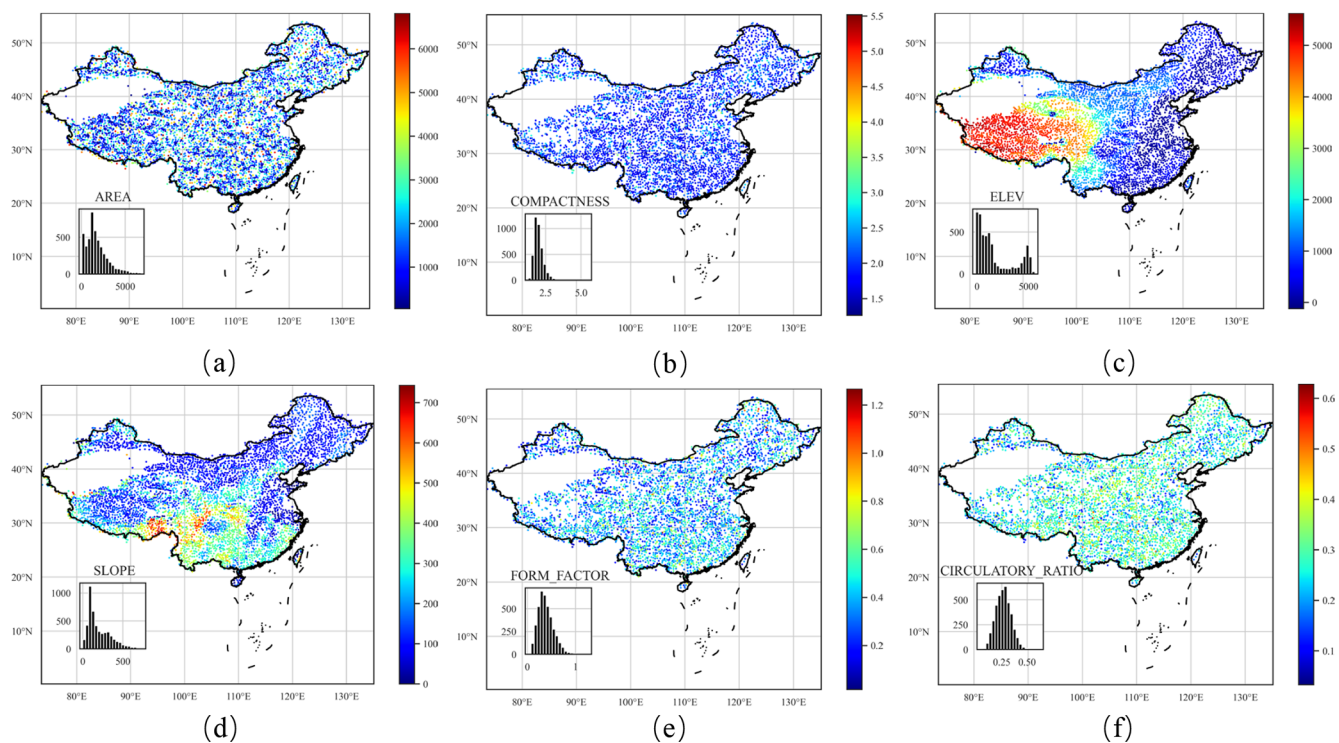 50°N
40°N
30°N
20°N
10°N
80°E 90°E 100°E 110°E 120°E 130°E
AREA
500
0
0 5000
6000
5000
4000
3000
2000
1000
(a)
50°N
40°N
30°N
20°N
10°N
80°E 90°E 100°E 110°E 120°E 130°E
COMPACTNESS
1000
500
0
2.5 5.0
5.5
5.0
4.5
4.0
3.5
3.0
2.5
2.0
1.5
(b)
50°N
40°N
30°N
20°N
10°N
80°E 90°E 100°E 110°E 120°E 130°E
ELEV
500
0
0 5000
5000
4000
3000
2000
1000
0
(c)
50°N
40°N
30°N
20°N
10°N
80°E 90°E 100°E 110°E 120°E 130°E
SLOPE
1000
500
0
0 500
700
600
500
400
300
200
100
0
(d)
50°N
40°N
30°N
20°N
10°N
80°E 90°E 100°E 110°E 120°E 130°E
FORM_FACTOR
500
250
0
0 1
1.2
1.0
0.8
0.6
0.4
0.2
(e)
50°N
40°N
30°N
20°N
10°N
80°E 90°E 100°E 110°E 120°E 130°E
CIRCULATORY_RATIO
500
250
0
0.25 0.50
0.6
0.5
0.4
0.3
0.2
0.1
(f)